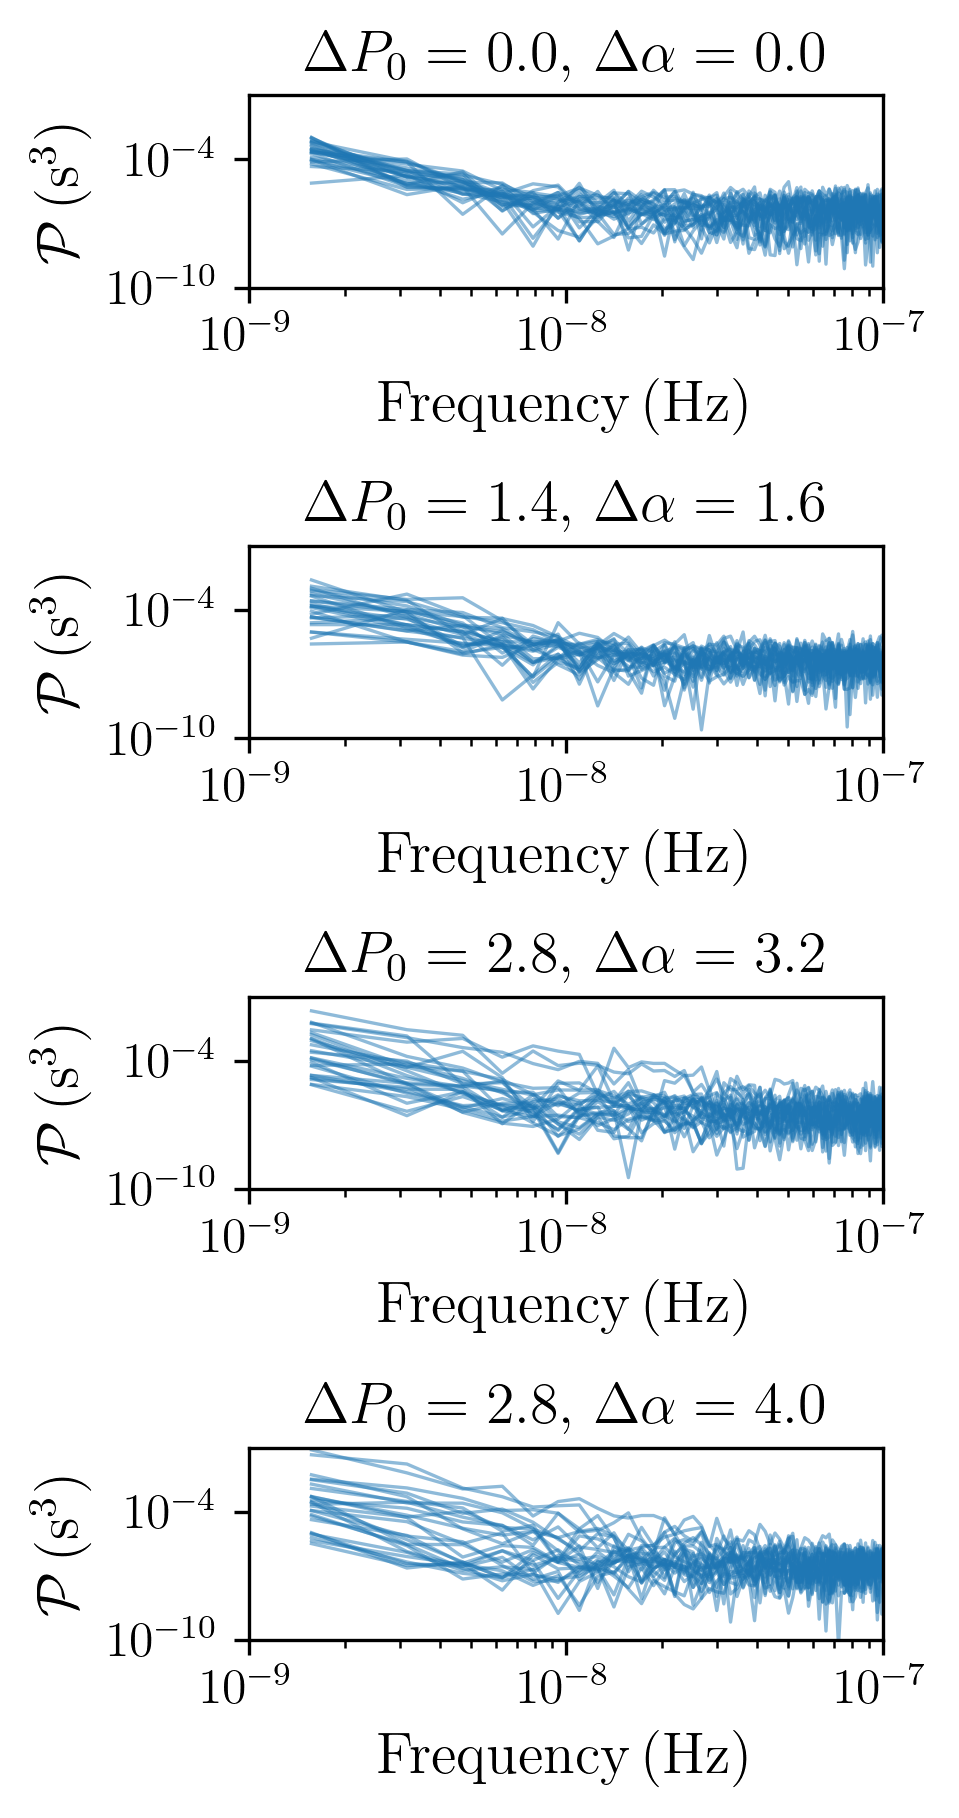 ΔP₀ = 0.0, Δα = 0.0
𝒫 (s³)
10⁻⁴
10⁻¹⁰
10⁻⁹ 10⁻⁸ 10⁻⁷
Frequency (Hz)
ΔP₀ = 1.4, Δα = 1.6
𝒫 (s³)
10⁻⁴
10⁻¹⁰
10⁻⁹ 10⁻⁸ 10⁻⁷
Frequency (Hz)
ΔP₀ = 2.8, Δα = 3.2
𝒫 (s³)
10⁻⁴
10⁻¹⁰
10⁻⁹ 10⁻⁸ 10⁻⁷
Frequency (Hz)
ΔP₀ = 2.8, Δα = 4.0
𝒫 (s³)
10⁻⁴
10⁻¹⁰
10⁻⁹ 10⁻⁸ 10⁻⁷
Frequency (Hz)